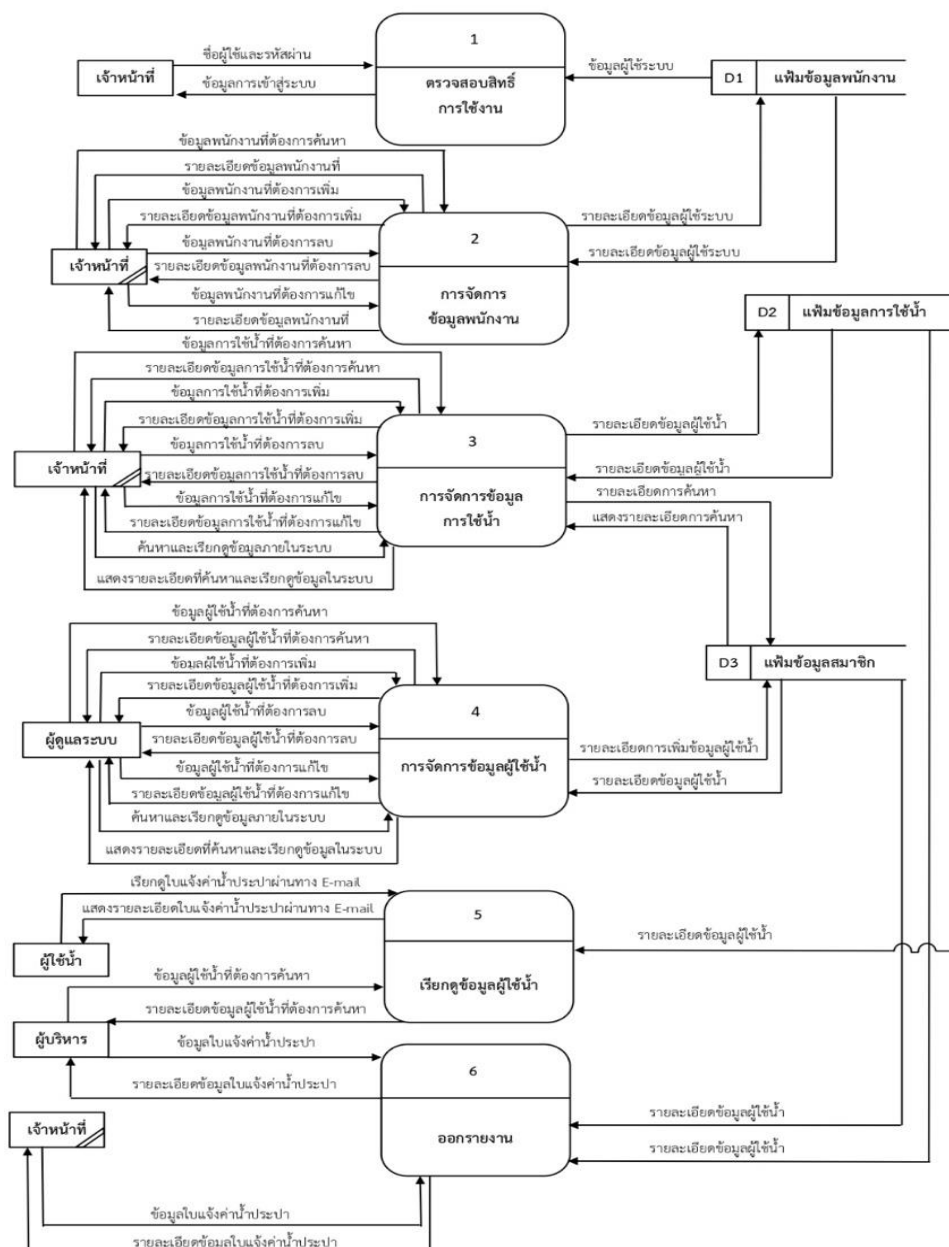 1
ชื่อผู้ใช้และรหัสผ่าน
ข้อมูลผู้ใช้ระบบ
เจ้าหน้าที่
D1 แฟ้มข้อมูลพนักงาน
ข้อมูลการเข้าสู่ระบบ
ตรวจสอบสิทธิ์
การใช้งาน
ข้อมูลพนักงานที่ต้องการค้นหา
รายละเอียดข้อมูลพนักงานที่
ข้อมูลพนักงานที่ต้องการเพิ่ม
รายละเอียดข้อมูลพนักงานที่ต้องการเพิ่ม
รายละเอียดข้อมูลผู้ใช้ระบบ
2
ข้อมูลพนักงานที่ต้องการลบ
รายละเอียดข้อมูลผู้ใช้ระบบ
เจ้าหน้าที่
รายละเอียดข้อมูลพนักงานที่ต้องการลบ
ข้อมูลพนักงานที่ต้องการแก้ไข
การจัดการ
ข้อมูลพนักงาน
รายละเอียดข้อมูลพนักงานที่
D2 แฟ้มข้อมูลการใช้น้ำ
ข้อมูลการใช้น้ำที่ต้องการค้นหา
รายละเอียดข้อมูลการใช้น้ำที่ต้องการค้นหา
ข้อมูลการใช้น้ำที่ต้องการเพิ่ม
รายละเอียดข้อมูลการใช้น้ำที่ต้องการเพิ่ม
รายละเอียดข้อมูลผู้ใช้น้ำ
3
ข้อมูลการใช้น้ำที่ต้องการลบ
เจ้าหน้าที่
รายละเอียดข้อมูลการใช้น้ำที่ต้องการลบ
รายละเอียดข้อมูลผู้ใช้น้ำ
ข้อมูลการใช้น้ำที่ต้องการแก้ไข
การจัดการข้อมูล
การใช้น้ำ
รายละเอียดการค้นหา
รายละเอียดข้อมูลการใช้น้ำที่ต้องการแก้ไข
แสดงรายละเอียดการค้นหา
ค้นหาและเรียกดูข้อมูลภายในระบบ
แสดงรายละเอียดที่ค้นหาและเรียกดูข้อมูลในระบบ
ข้อมูลผู้ใช้น้ำที่ต้องการค้นหา
รายละเอียดข้อมูลผู้ใช้น้ำที่ต้องการค้นหา
ข้อมูลผู้ใช้น้ำที่ต้องการเพิ่ม
D3 แฟ้มข้อมูลสมาชิก
รายละเอียดข้อมูลผู้ใช้น้ำที่ต้องการเพิ่ม
4
ข้อมูลผู้ใช้น้ำที่ต้องการลบ
ผู้ดูแลระบบ
รายละเอียดข้อมูลผู้ใช้น้ำที่ต้องการลบ
รายละเอียดการเพิ่มข้อมูลผู้ใช้น้ำ
ข้อมูลผู้ใช้น้ำที่ต้องการแก้ไข
การจัดการข้อมูลผู้ใช้น้ำ
รายละเอียดข้อมูลผู้ใช้น้ำ
รายละเอียดข้อมูลผู้ใช้น้ำที่ต้องการแก้ไข
ค้นหาและเรียกดูข้อมูลภายในระบบ
แสดงรายละเอียดที่ค้นหาและเรียกดูข้อมูลในระบบ
เรียกดูใบแจ้งค่าน้ำประปาผ่านทาง E-mail
แสดงรายละเอียดใบแจ้งค่าน้ำประปาผ่านทาง E-mail
5
รายละเอียดข้อมูลผู้ใช้น้ำ
ผู้ใช้น้ำ
ข้อมูลผู้ใช้น้ำที่ต้องการค้นหา
เรียกดูข้อมูลผู้ใช้น้ำ
รายละเอียดข้อมูลผู้ใช้น้ำที่ต้องการค้นหา
ผู้บริหาร
ข้อมูลใบแจ้งค่าน้ำประปา
6
รายละเอียดข้อมูลใบแจ้งค่าน้ำประปา
รายละเอียดข้อมูลผู้ใช้น้ำ
เจ้าหน้าที่
ออกรายงาน
รายละเอียดข้อมูลผู้ใช้น้ำ
ข้อมูลใบแจ้งค่าน้ำประปา
รายละเอียดข้อมูลใบแจ้งค่าน้ำประปา